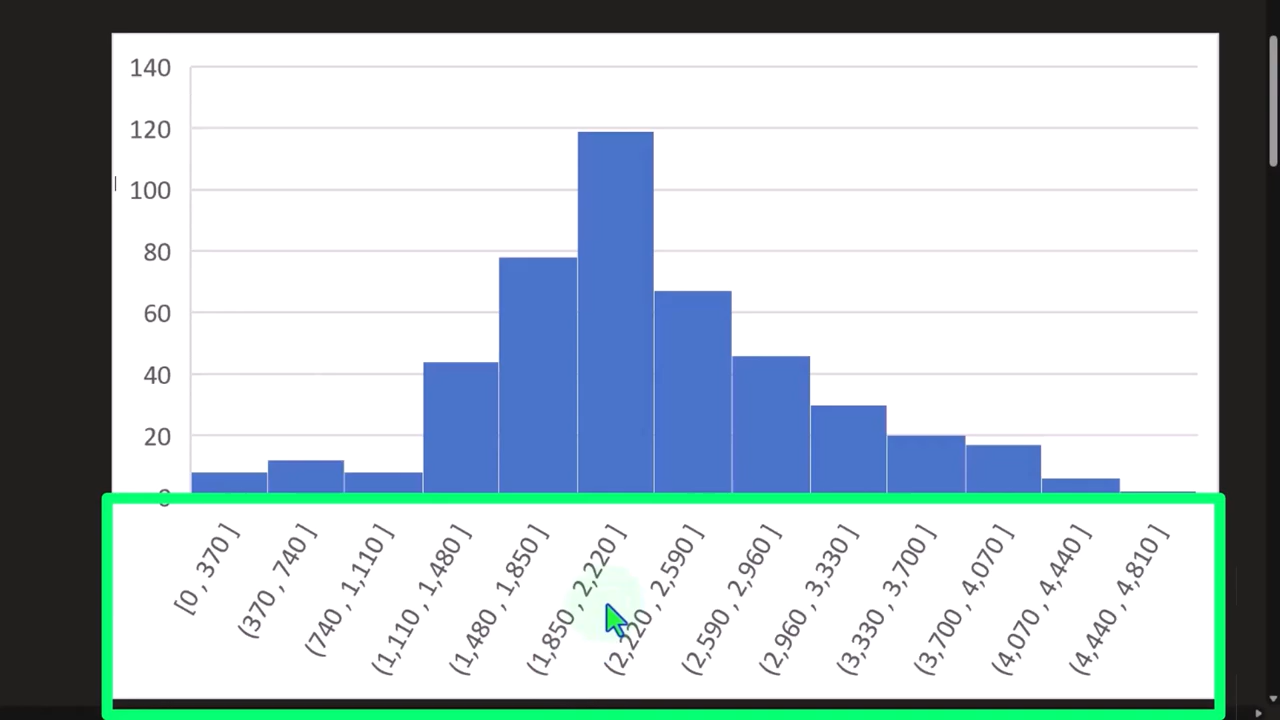 140
120
100
80
60
40
20
0
[0 , 370 ]
(370 , 740 ]
(740 , 1,110 ]
(1,110 , 1,480 ]
(1,480 , 1,850 ]
(1,850 , 2,220 ]
(2,220 , 2,590 ]
(2,590 , 2,960 ]
(2,960 , 3,330 ]
(3,330 , 3,700 ]
(3,700 , 4,070 ]
(4,070 , 4,440 ]
(4,440 , 4,810 ]